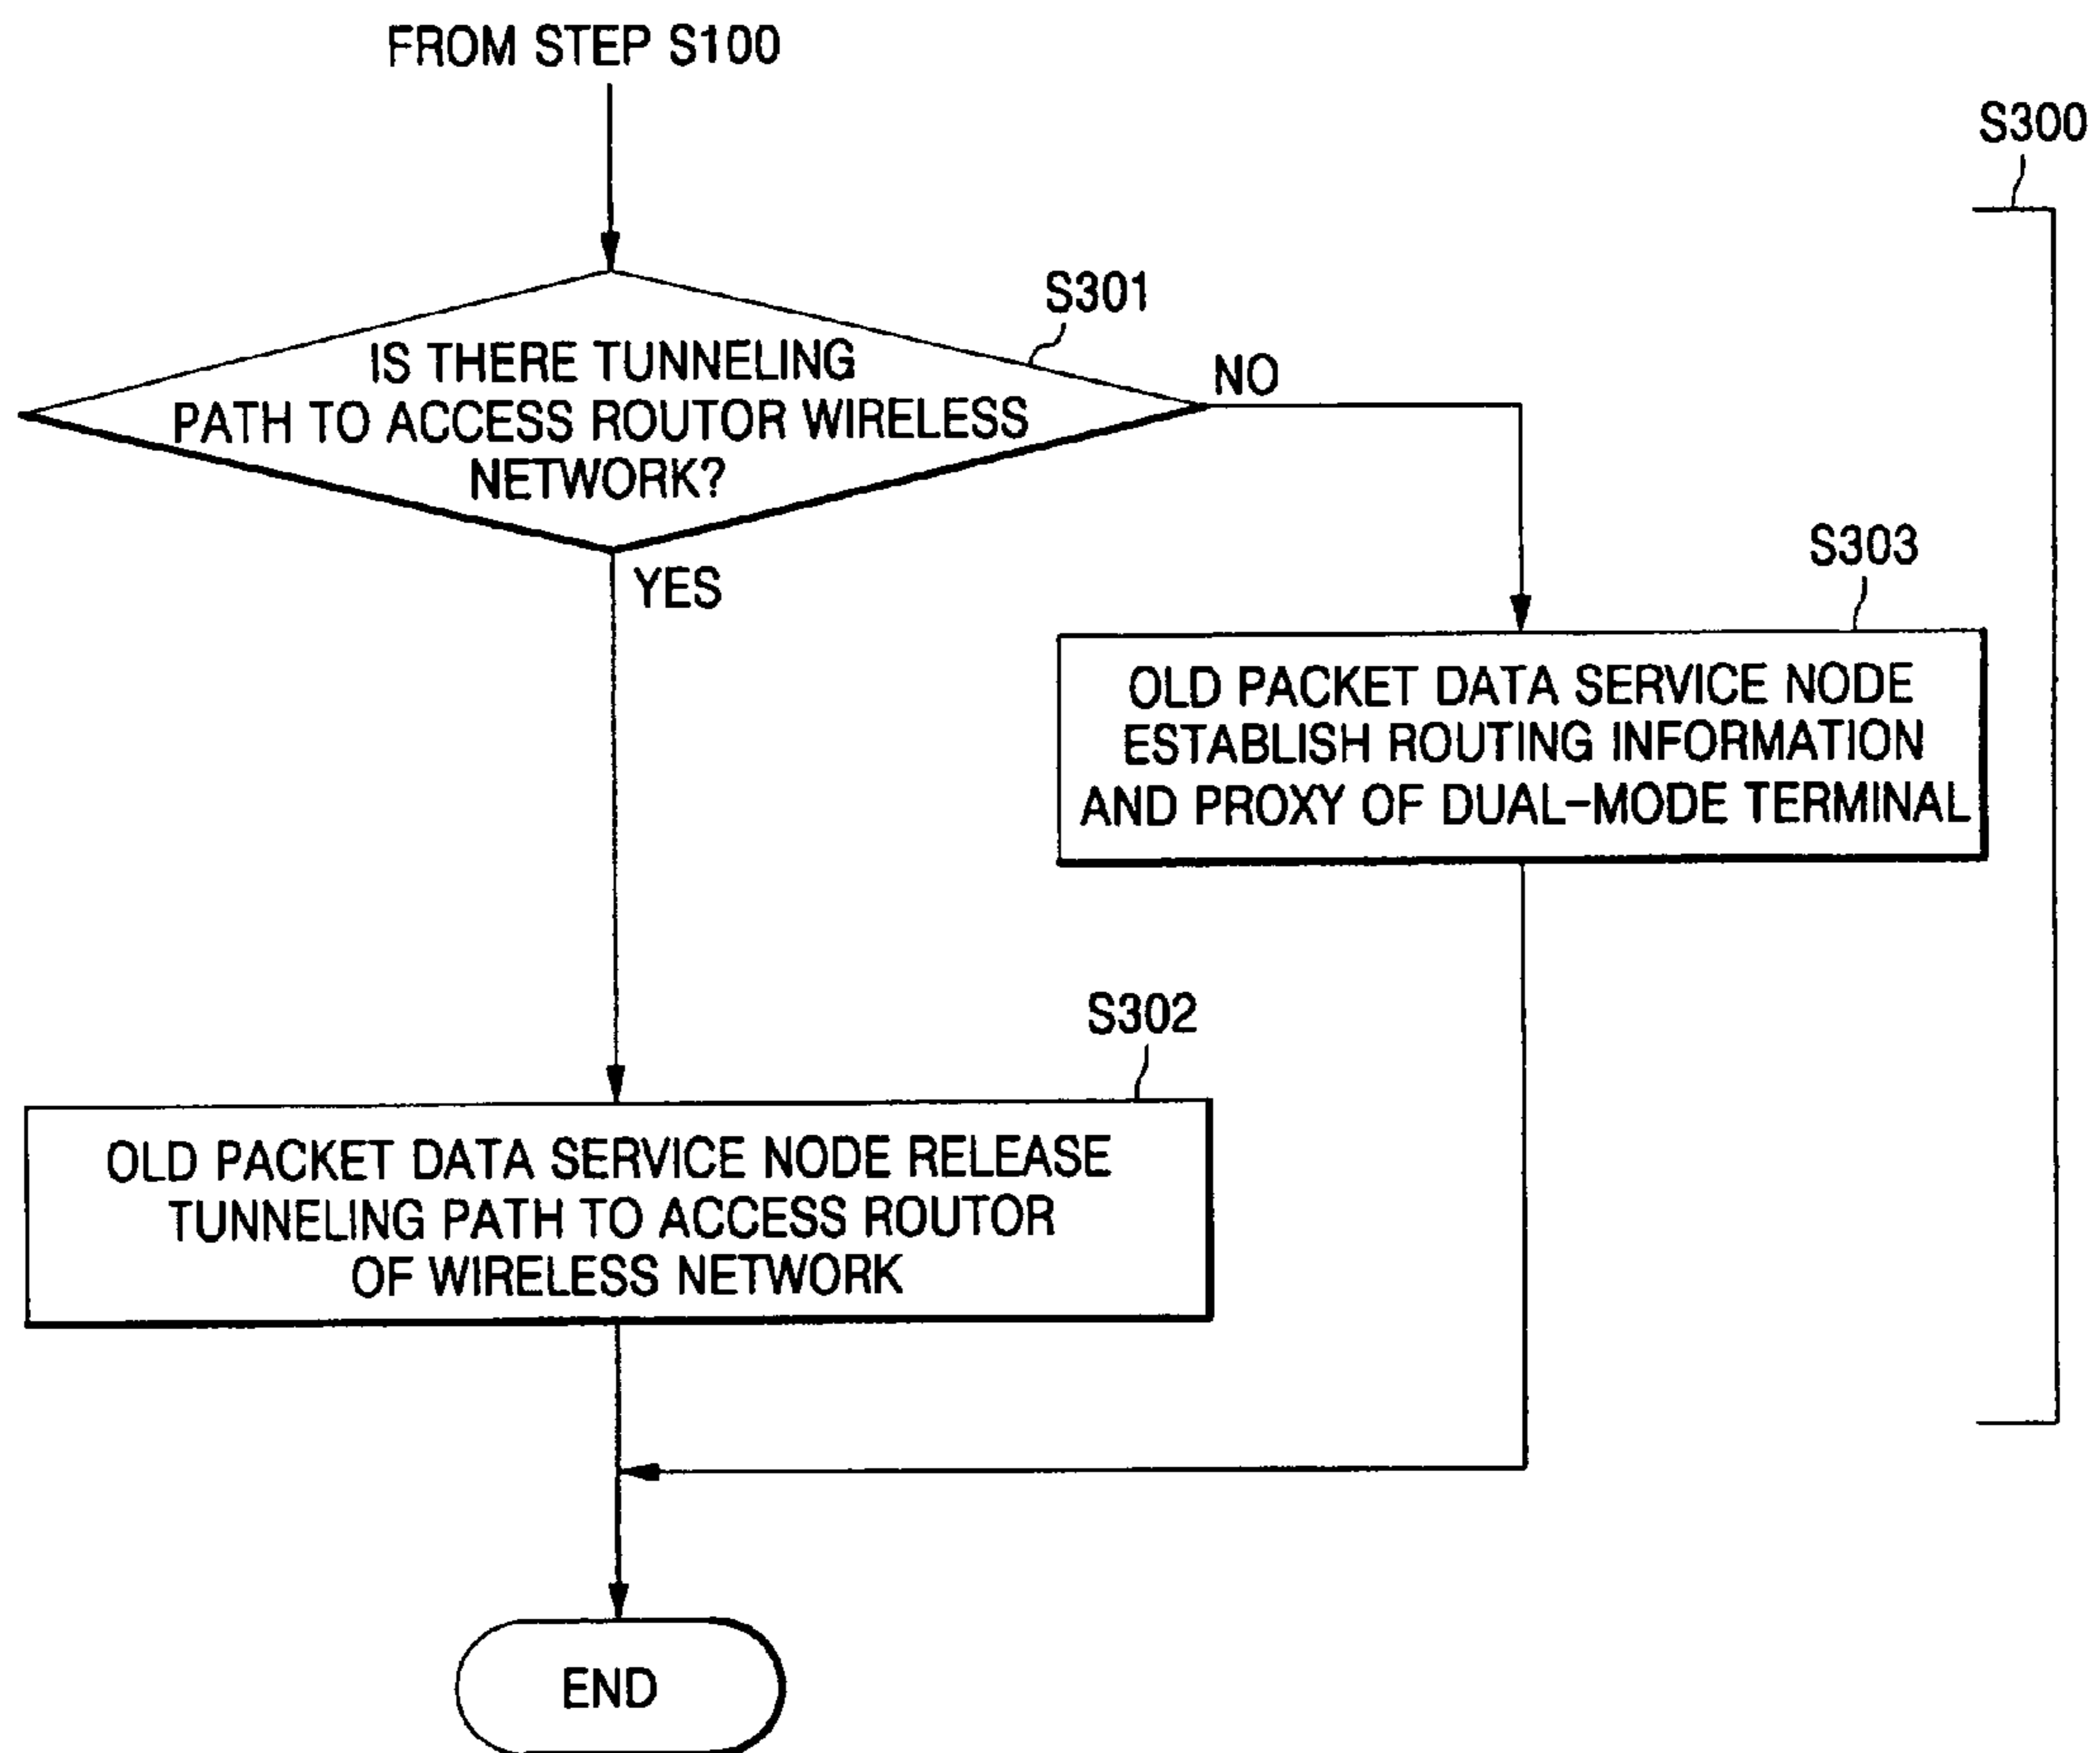 FROM STEP S100
S300
S301
IS THERE TUNNELING
PATH TO ACCESS ROUTOR WIRELESS
NETWORK?
NO
YES
S303
OLD PACKET DATA SERVICE NODE
ESTABLISH ROUTING INFORMATION
AND PROXY OF DUAL-MODE TERMINAL
S302
OLD PACKET DATA SERVICE NODE RELEASE
TUNNELING PATH TO ACCESS ROUTOR
OF WIRELESS NETWORK
END